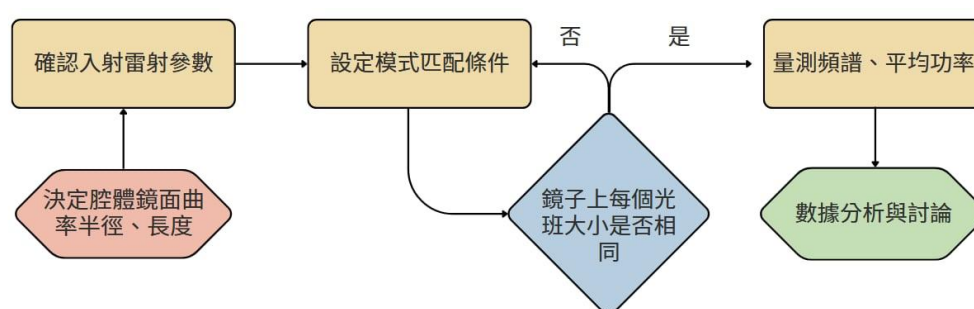 確認入射雷射參數
設定模式匹配條件
否
是
量測頻譜、平均功率
決定腔體鏡面曲
率半徑、長度
鏡子上每個光
班大小是否相
同
數據分析與討論